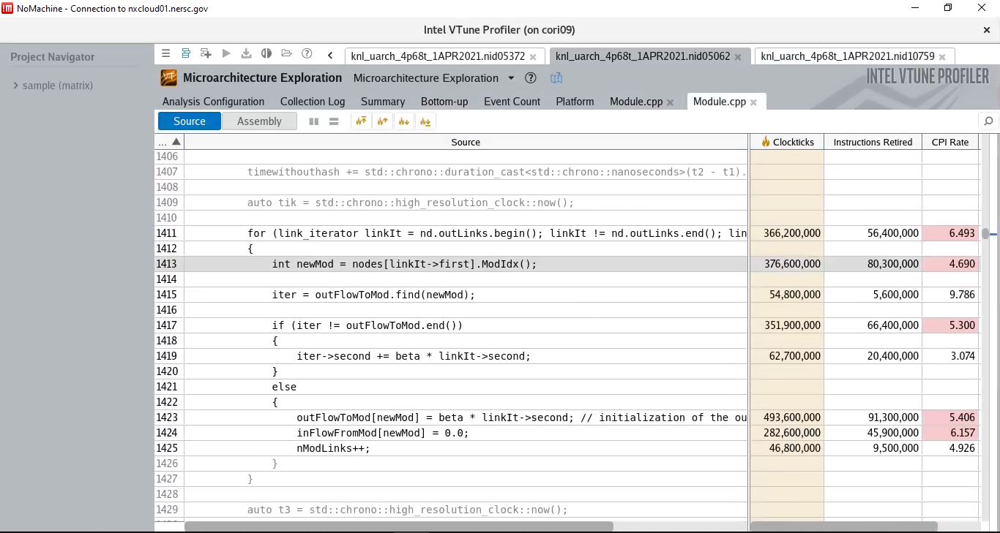 NoMachine - Connection to nxcloud01.nersc.gov
Intel VTune Profiler (on cori09)
Project Navigator
sample (matrix)
knl_uarch_4p68t_1APR2021.nid05372
knl_uarch_4p68t_1APR2021.nid05062
knl_uarch_4p68t_1APR2021.nid10759
Microarchitecture Exploration Microarchitecture Exploration
INTEL VTUNE PROFILER
Analysis Configuration Collection Log Summary Bottom-up Event Count Platform Module.cpp Module.cpp
Source Assembly
... Source Clockticks Instructions Retired CPI Rate
1406
1407 timewithouthash += std::chrono::duration_cast<std::chrono::nanoseconds>(t2 - t1).
1408
1409 auto tik = std::chrono::high_resolution_clock::now();
1410
1411 for (link_iterator linkIt = nd.outLinks.begin(); linkIt != nd.outLinks.end(); lin 366,200,000 56,400,000 6.493
1412 {
1413 int newMod = nodes[linkIt->first].ModIdx(); 376,600,000 80,300,000 4.690
1414
1415 iter = outFlowToMod.find(newMod); 54,800,000 5,600,000 9.786
1416
1417 if (iter != outFlowToMod.end()) 351,900,000 66,400,000 5.300
1418 {
1419 iter->second += beta * linkIt->second; 62,700,000 20,400,000 3.074
1420 }
1421 else
1422 {
1423 outFlowToMod[newMod] = beta * linkIt->second; // initialization of the ou 493,600,000 91,300,000 5.406
1424 inFlowFromMod[newMod] = 0.0; 282,600,000 45,900,000 6.157
1425 nModLinks++; 46,800,000 9,500,000 4.926
1426 }
1427 }
1428
1429 auto t3 = std::chrono::high_resolution_clock::now();